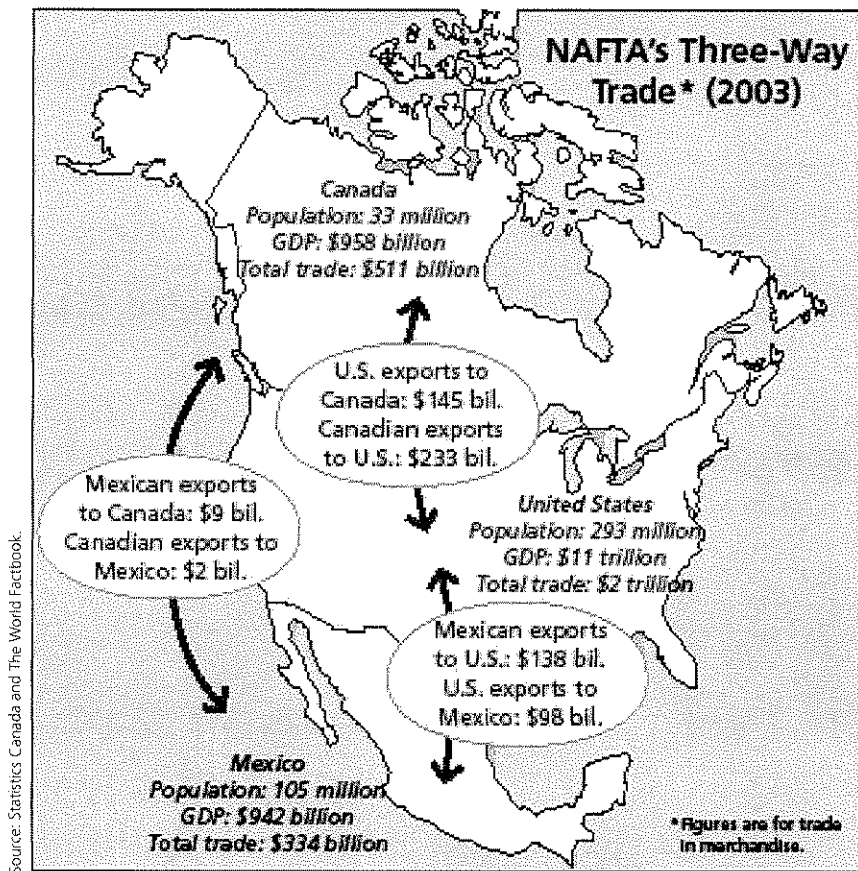 NAFTA's Three-Way
Trade* (2003)
Canada
Population: 33 million
GDP: $958 billion
Total trade: $511 billion
U.S. exports to
Canada: $145 bil.
Canadian exports
to U.S.: $233 bil.
Mexican exports
to Canada: $9 bil.
Canadian exports to
Mexico: $2 bil.
United States
Population: 293 million
GDP: $11 trillion
Total trade: $2 trillion
Mexican exports
to U.S.: $138 bil.
U.S. exports to
Mexico: $98 bil.
Mexico
Population: 105 million
GDP: $942 billion
Total trade: $334 billion
*Figures are for trade
in merchandise.
Source: Statistics Canada and The World Factbook.